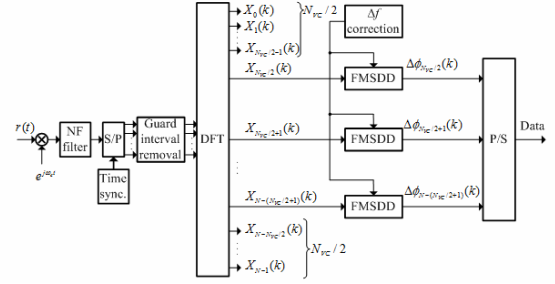 X₀(k)
X₁(k)
X_{N_{VC}/2-1}(k)
N_{VC}/2
Δf
correction
X_{N_{VC}/2}(k)
FMSDD
Δϕ_{N_{VC}/2}(k)
r(t)
e^{jω₀t}
NF
filter
S/P
Time
sync.
Guard
interval
removal
DFT
X_{N_{VC}/2+1}(k)
FMSDD
Δϕ_{N_{VC}/2+1}(k)
P/S
Data
X_{N-(N_{VC}/2+1)}(k)
FMSDD
Δϕ_{N-(N_{VC}/2+1)}(k)
X_{N-N_{VC}/2}(k)
N_{VC}/2
X_{N-1}(k)